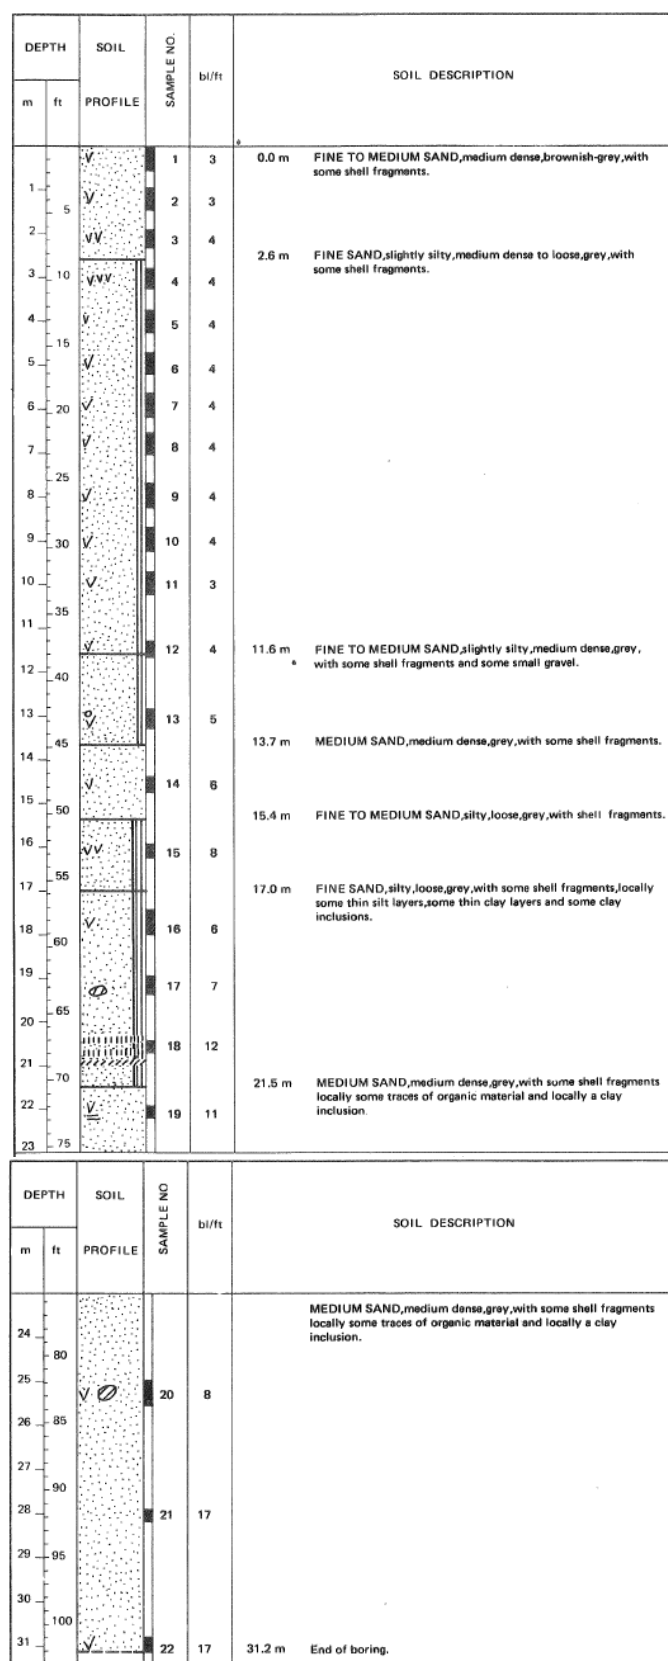 DEPTH SOIL SAMPLE NO. bl/ft SOIL DESCRIPTION
m ft PROFILE
1 3 0.0 m FINE TO MEDIUM SAND,medium dense,brownish-grey,with
some shell fragments.
1
2 3
5
2
3 4
2.6 m FINE SAND,slightly silty,medium dense to loose,grey,with
some shell fragments.
3 10
4 4
4
5 4
15
5
6 4
6 20
7 4
7
8 4
25
8
9 4
9 30
10 4
10
11 3
35
11
12 4 11.6 m FINE TO MEDIUM SAND,slightly silty,medium dense,grey,
with some shell fragments and some small gravel.
12 40
13
13 5
45 13.7 m MEDIUM SAND,medium dense,grey,with some shell fragments.
14
14 6
15
50 15.4 m FINE TO MEDIUM SAND,silty,loose,grey,with shell fragments.
16
15 8
55
17 17.0 m FINE SAND,silty,loose,grey,with some shell fragments,locally
some thin silt layers,some thin clay layers and some clay
inclusions.
18 16 6
60
19
17 7
65
20
18 12
21
70 21.5 m MEDIUM SAND,medium dense,grey,with some shell fragments
locally some traces of organic material and locally a clay
inclusion.
22
19 11
23 75
DEPTH SOIL SAMPLE NO bl/ft SOIL DESCRIPTION
m ft PROFILE
MEDIUM SAND,medium dense,grey,with some shell fragments
locally some traces of organic material and locally a clay
inclusion.
24
80
25
20 8
26 85
27
90
28 21 17
29 95
30
100
31 22 17 31.2 m End of boring.